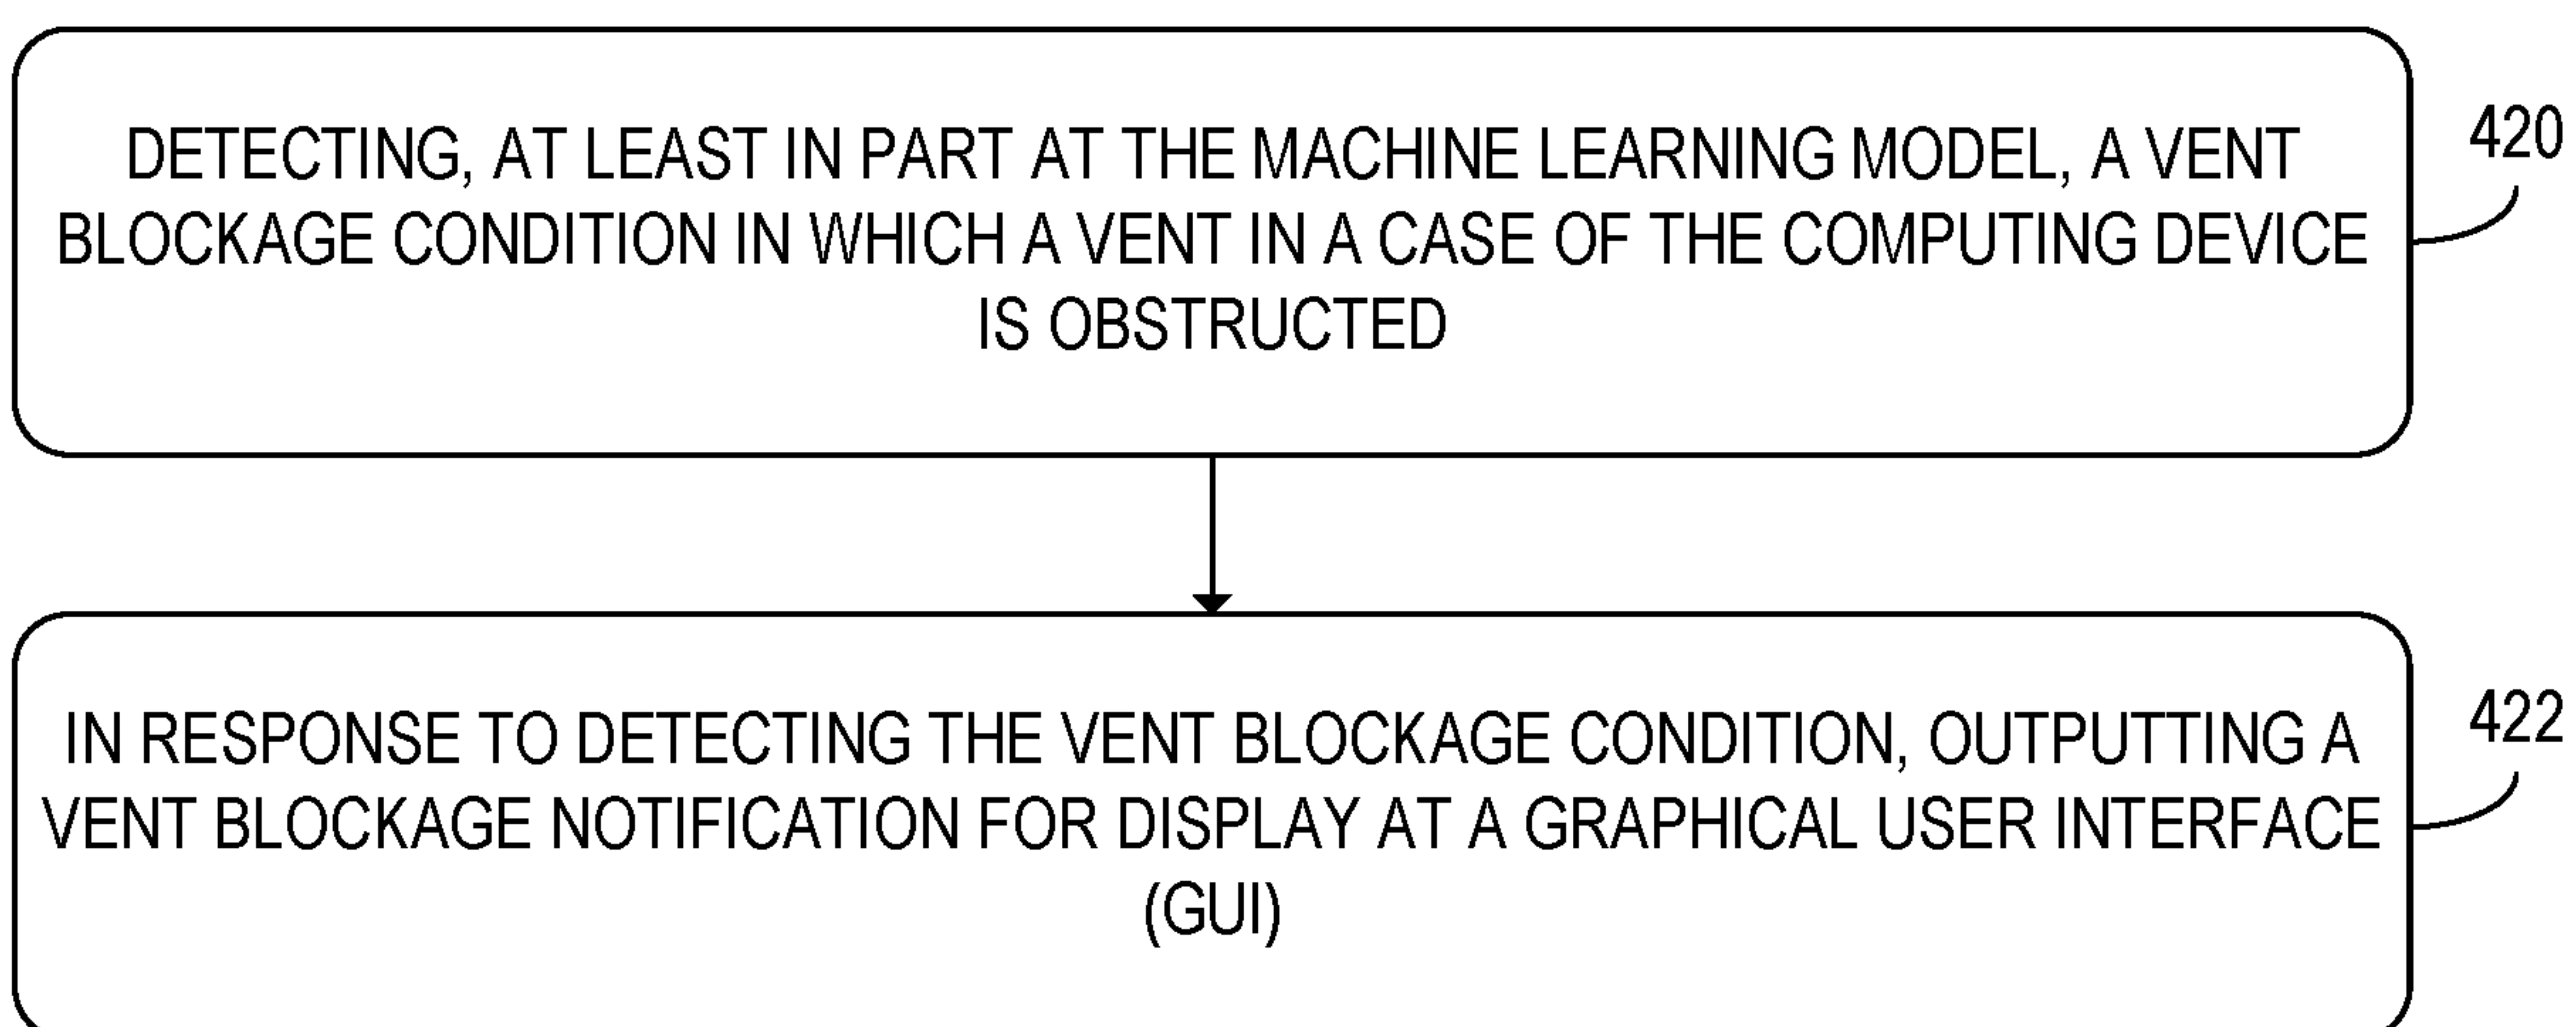 DETECTING, AT LEAST IN PART AT THE MACHINE LEARNING MODEL, A VENT
BLOCKAGE CONDITION IN WHICH A VENT IN A CASE OF THE COMPUTING DEVICE
IS OBSTRUCTED
420
IN RESPONSE TO DETECTING THE VENT BLOCKAGE CONDITION, OUTPUTTING A
VENT BLOCKAGE NOTIFICATION FOR DISPLAY AT A GRAPHICAL USER INTERFACE
(GUI)
422